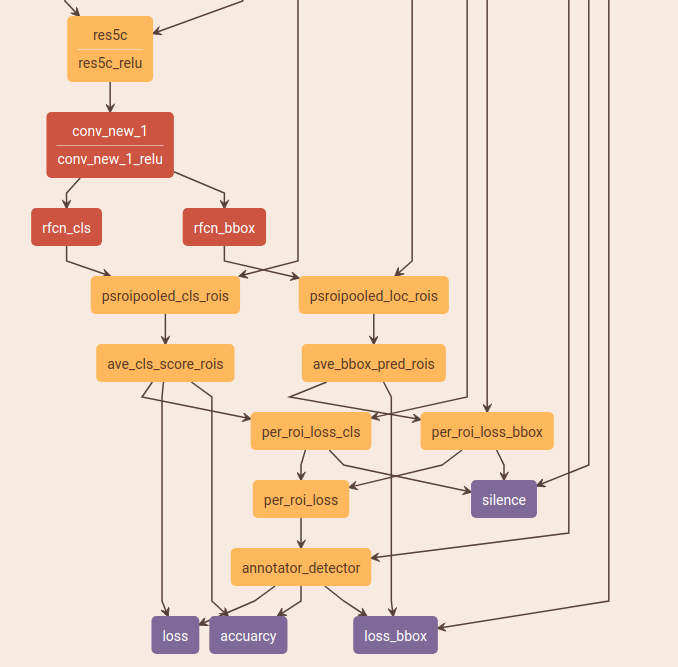 res5c
res5c_relu
conv_new_1
conv_new_1_relu
rfcn_cls
rfcn_bbox
psroipooled_cls_rois
psroipooled_loc_rois
ave_cls_score_rois
ave_bbox_pred_rois
per_roi_loss_cls
per_roi_loss_bbox
per_roi_loss
silence
annotator_detector
loss
accuarcy
loss_bbox